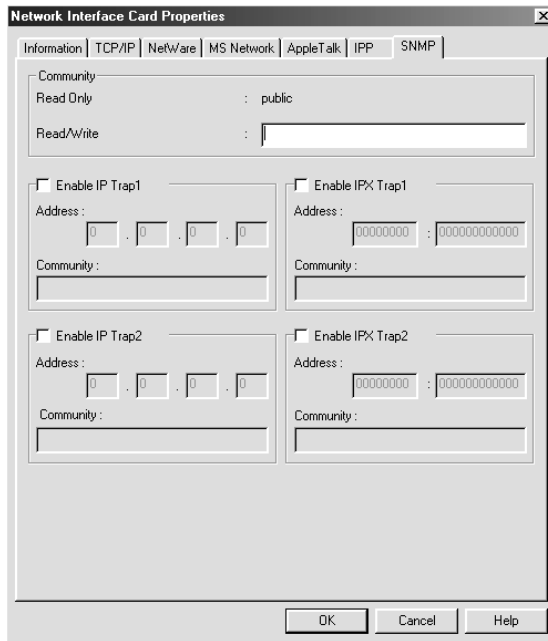 Network Interface Card Properties
Information TCP/IP NetWare MS Network AppleTalk IPP SNMP
Community
Read Only : public
Read/Write :
Enable IP Trap1
Address :
0 . 0 . 0 . 0
Community :
Enable IPX Trap1
Address :
00000000 : 000000000000
Community :
Enable IP Trap2
Address :
0 . 0 . 0 . 0
Community :
Enable IPX Trap2
Address :
00000000 : 000000000000
Community :
OK Cancel Help